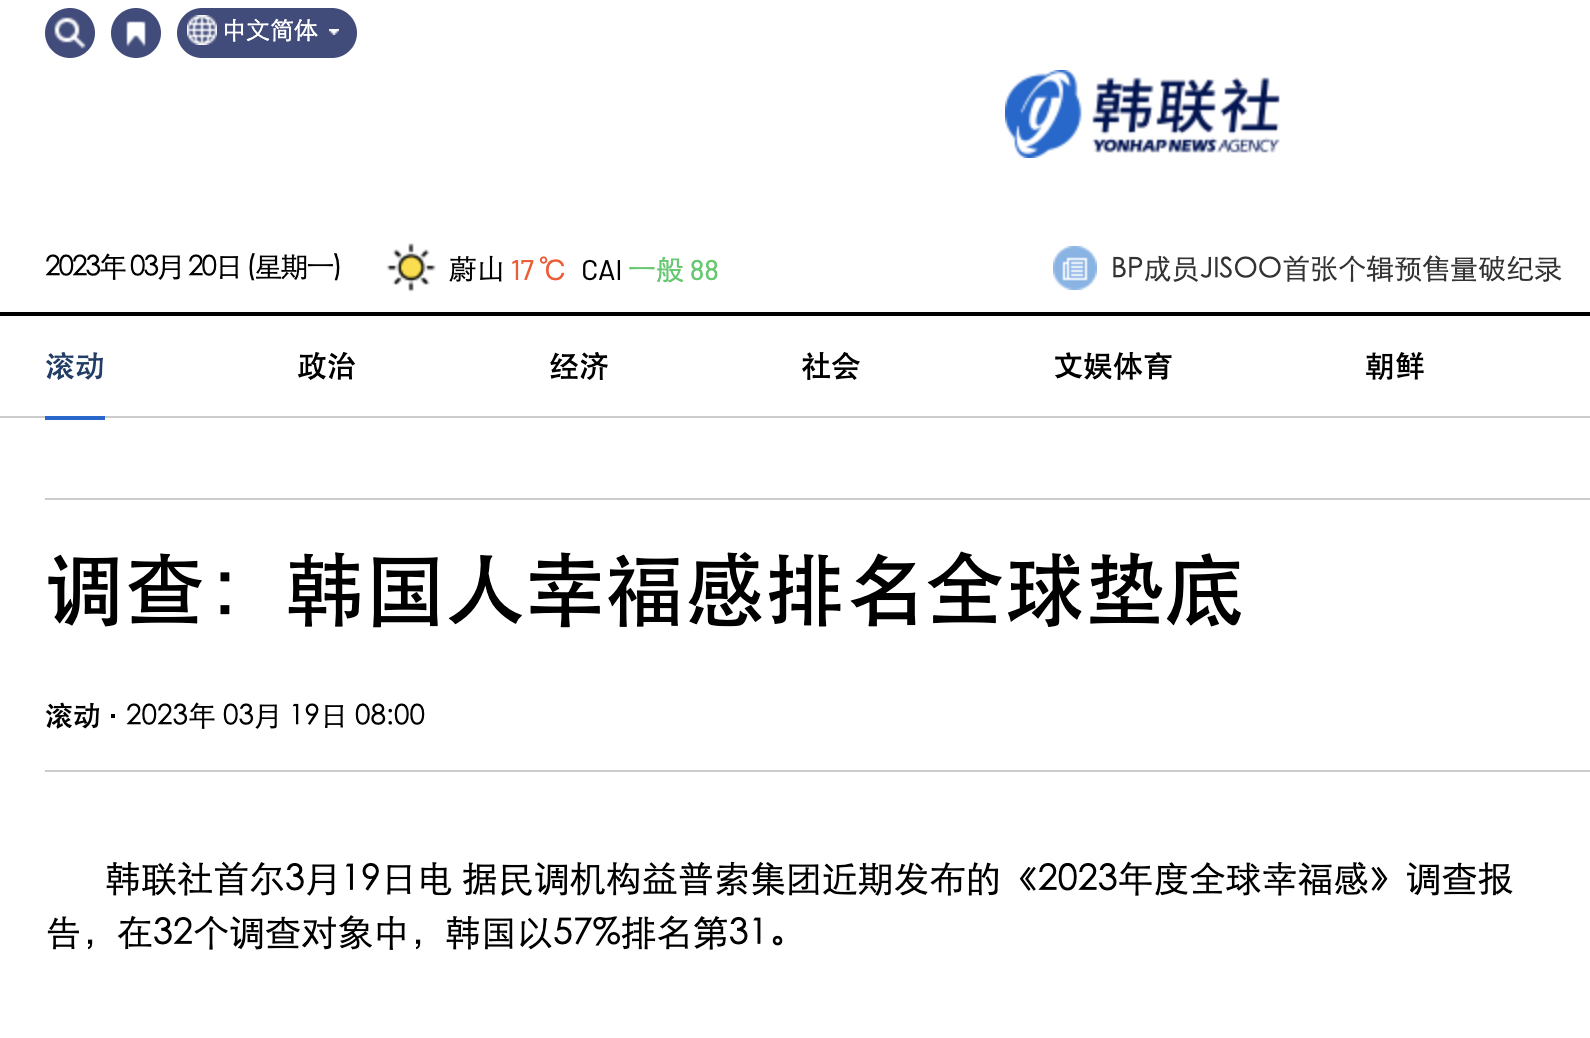 中文简体
韩联社
YONHAP NEWS AGENCY
2023年 03月 20日 (星期一) 蔚山 17℃ CAI 一般 88 BP成员JISOO首张个辑预售量破纪录
滚动 政治 经济 社会 文娱体育 朝鲜
调查：韩国人幸福感排名全球垫底
滚动 · 2023年 03月 19日 08:00
韩联社首尔3月19日电 据民调机构益普索集团近期发布的《2023年度全球幸福感》调查报
告，在32个调查对象中，韩国以57%排名第31。